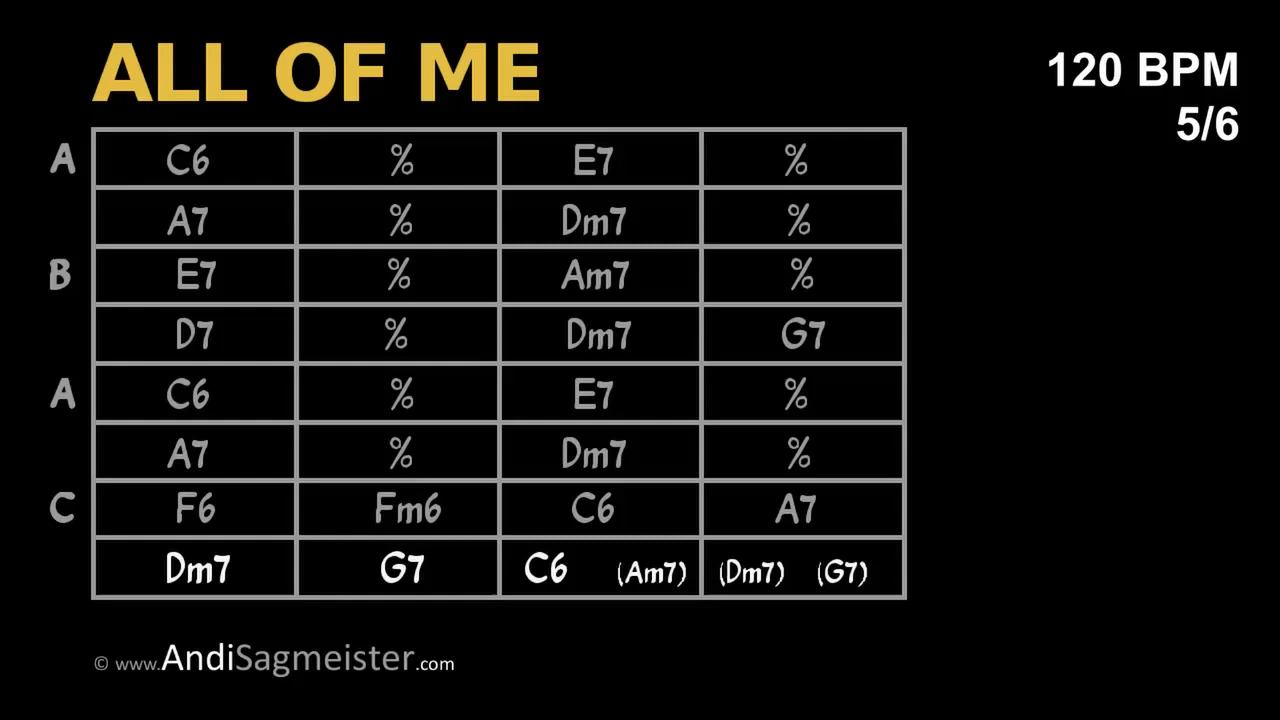 ALL OF ME
120 BPM
5/6
A C6 % E7 %
A7 % Dm7 %
B E7 % Am7 %
D7 % Dm7 G7
A C6 % E7 %
A7 % Dm7 %
C F6 Fm6 C6 A7
Dm7 G7 C6 (Am7) (Dm7) (G7)
© www.AndiSagmeister.com